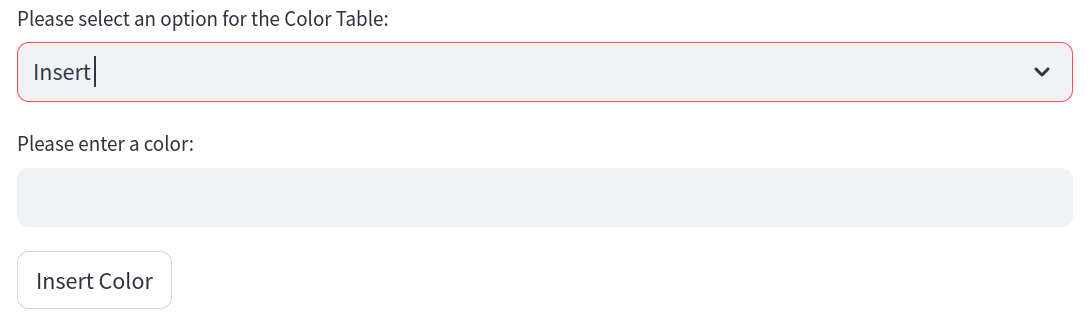 Please select an option for the Color Table:
Insert
Please enter a color:
Insert Color